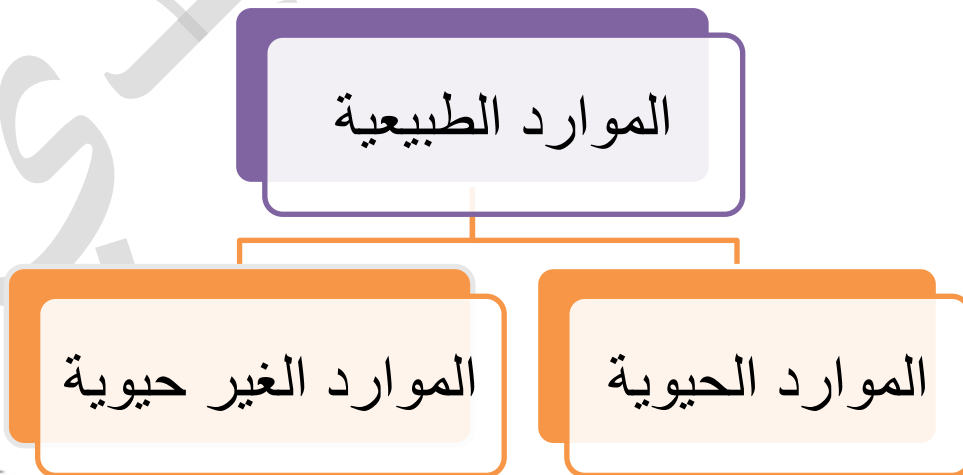 الموارد الطبيعية
الموارد الحيوية
الموارد الغير حيوية